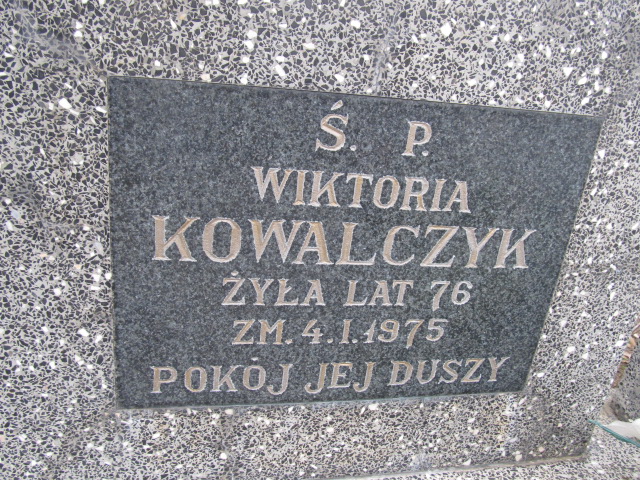 Ś. P.
WIKTORIA
KOWALCZYK
ŻYŁA LAT 76
ZM. 4.I.1975
POKÓJ JEJ DUSZY